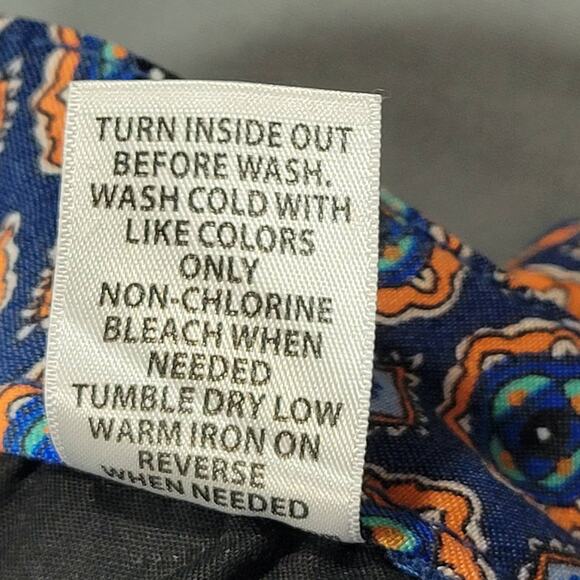 TURN INSIDE OUT
BEFORE WASH.
WASH COLD WITH
LIKE COLORS
ONLY
NON-CHLORINE
BLEACH WHEN
NEEDED
TUMBLE DRY LOW
WARM IRON ON
REVERSE
WHEN NEEDED